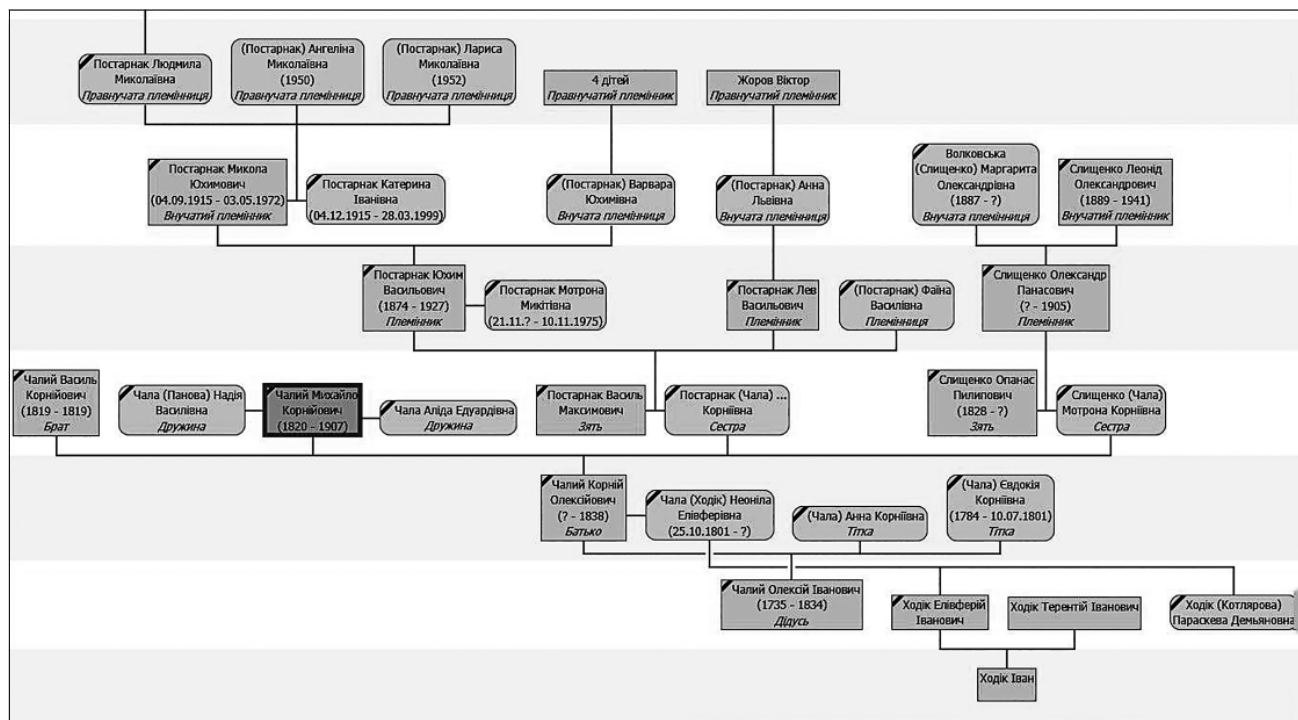 Постарнак Людмила
Миколаївна
Правнучата племінниця
(Постарнак) Ангеліна
Миколаївна
(1950)
Правнучата племінниця
(Постарнак) Лариса
Миколаївна
(1952)
Правнучата племінниця
4 дітей
Правнучатий племінник
Жоров Віктор
Правнучатий племінник
Постарнак Микола
Юхимович
(04.09.1915 - 03.05.1972)
Внучатий племінник
Постарнак Катерина
Іванівна
(04.12.1915 - 28.03.1999)
(Постарнак) Варвара
Юхимівна
Внучата племінниця
(Постарнак) Анна
Львівна
Внучата племінниця
Волковська
(Слищенко) Маргарита
Олександрівна
(1887 - ?)
Внучата племінниця
Слищенко Леонід
Олександрович
(1889 - 1941)
Внучатий племінник
Постарнак Юхим
Васильович
(1874 - 1927)
Племінник
Постарнак Мотрона
Микітівна
(21.11.? - 10.11.1975)
Постарнак Лев
Васильович
Племінник
(Постарнак) Фаїна
Василівна
Племінниця
Слищенко Олександр
Панасович
(? - 1905)
Племінник
Чалий Василь
Корнійович
(1819 - 1819)
Брат
Чала (Панова) Надія
Василівна
Дружина
Чалий Михайло
Корнійович
(1820 - 1907)
Чала Аліда Едуардівна
Дружина
Постарнак Василь
Максимович
Зять
Постарнак (Чала) ...
Корніївна
Сестра
Слищенко Опанас
Пилипович
(1828 - ?)
Зять
Слищенко (Чала)
Мотрона Корніївна
Сестра
Чалий Корній
Олексійович
(? - 1838)
Батько
Чала (Ходік) Неоніла
Елівферівна
(25.10.1801 - ?)
(Чала) Анна Корніївна
Тітка
(Чала) Євдокія
Корніївна
(1784 - 10.07.1801)
Тітка
Чалий Олексій Іванович
(1735 - 1834)
Дідусь
Ходік Елівферій
Іванович
Ходік Терентій Іванович
Ходік (Котлярова)
Параскева Демьяновна
Ходік Іван